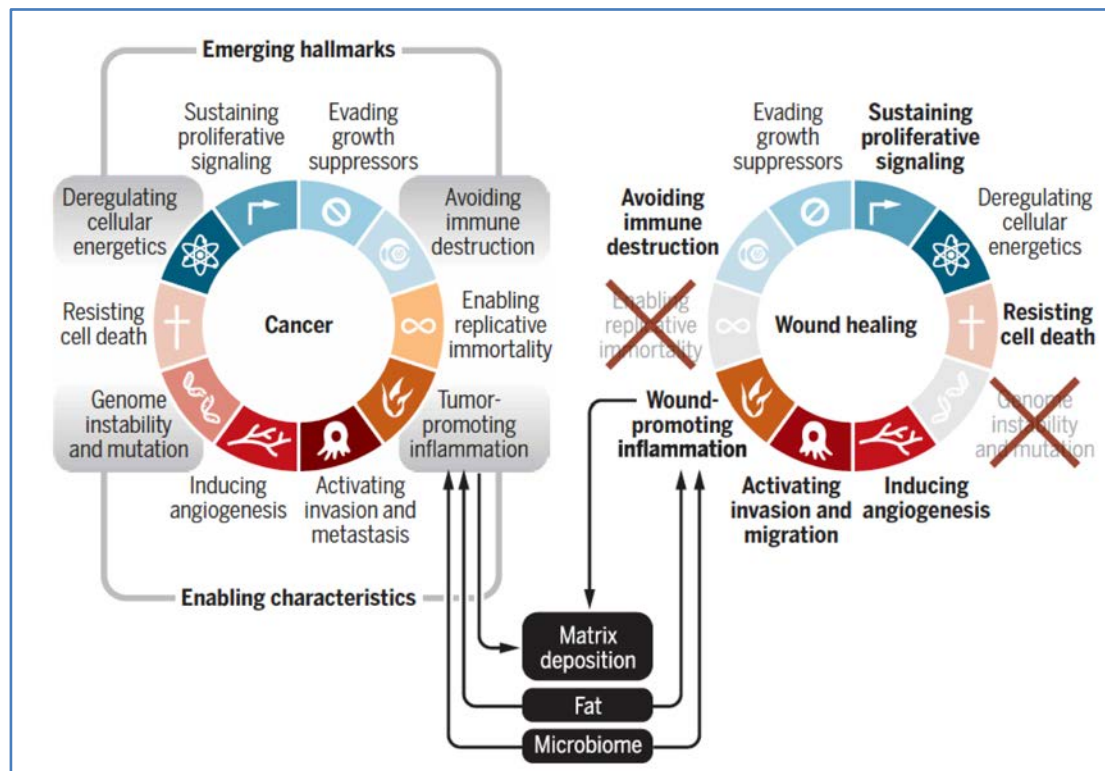 Emerging hallmarks
Sustaining
proliferative
signaling
Evading
growth
suppressors
Deregulating
cellular
energetics
Avoiding
immune
destruction
Resisting
cell death
Cancer
Enabling
replicative
immortality
Genome
instability
and mutation
Tumor-
promoting
inflammation
Inducing
angiogenesis
Activating
invasion and
metastasis
Enabling characteristics
Evading
growth
suppressors
Sustaining
proliferative
signaling
Avoiding
immune
destruction
Deregulating
cellular
energetics
Enabling
replicative
immortality
Wound healing
Resisting
cell death
Wound-
promoting
inflammation
Genome
instability
and mutation
Activating
invasion and
migration
Inducing
angiogenesis
Matrix
deposition
Fat
Microbiome